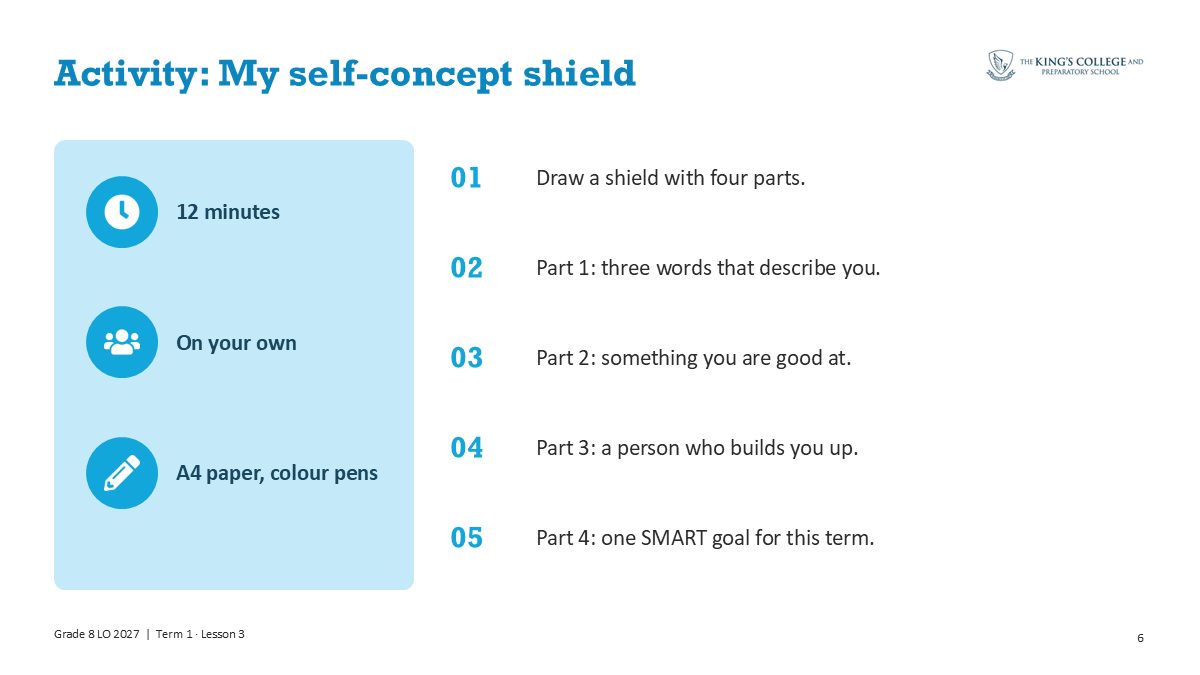 Activity: My self-concept shield
THE KING'S COLLEGE AND
PREPARATORY SCHOOL
12 minutes
On your own
A4 paper, colour pens
01 Draw a shield with four parts.
02 Part 1: three words that describe you.
03 Part 2: something you are good at.
04 Part 3: a person who builds you up.
05 Part 4: one SMART goal for this term.
Grade 8 LO 2027 | Term 1 · Lesson 3
6